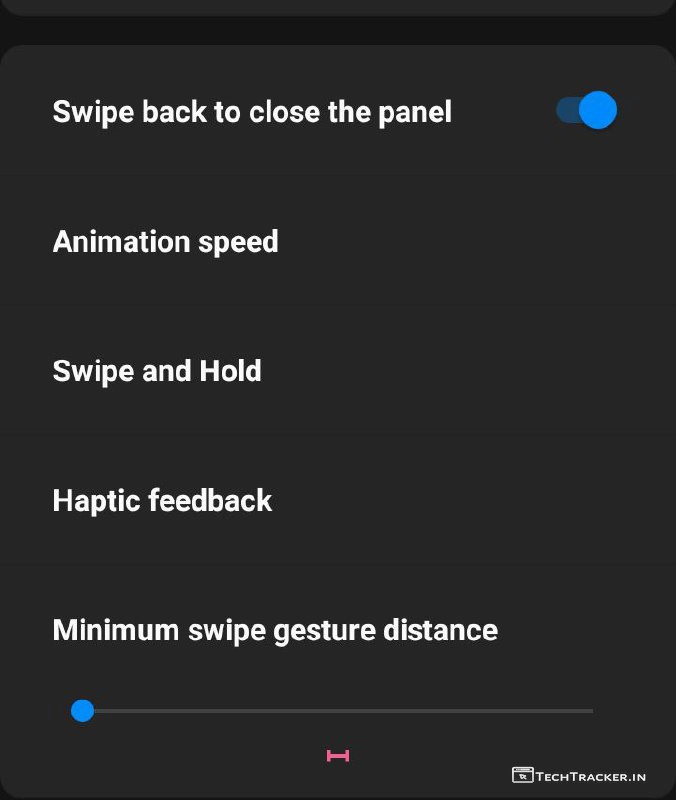 Swipe back to close the panel
Animation speed
Swipe and Hold
Haptic feedback
Minimum swipe gesture distance
TechTracker.in